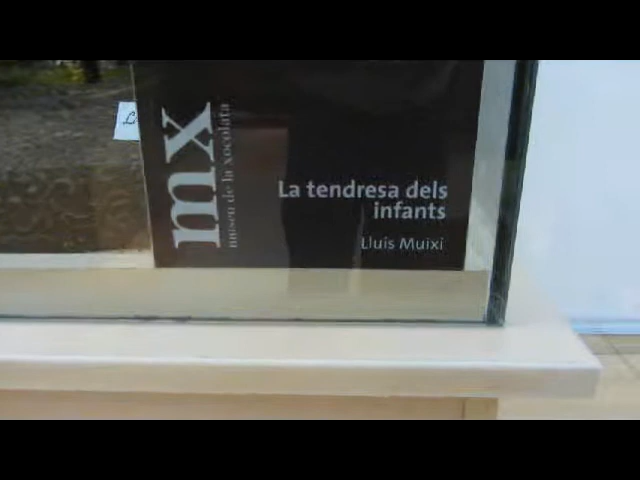 mx
museu de la xocolata
La tendresa dels
infants
Lluís Muixí